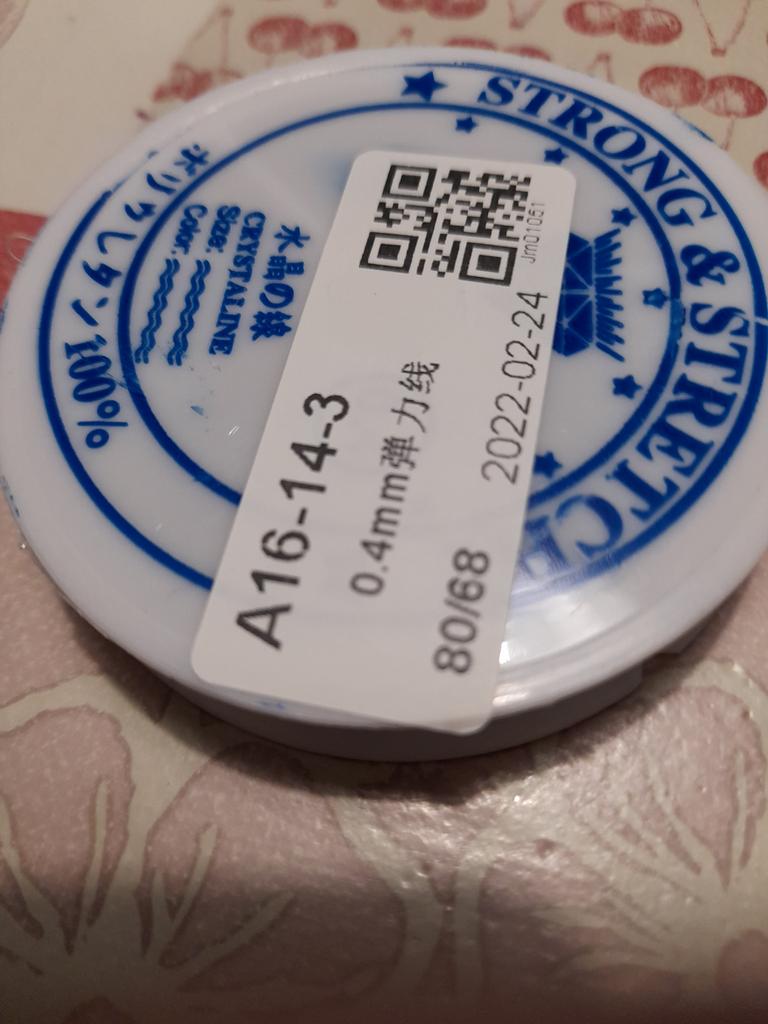 STRONG & STRETCH
ポリウレタン100%
水晶の線
CRYSTALINE
Size:
Color:
Jm01061
A16-14-3
0.4mm弹力线
2022-02-24
80/68